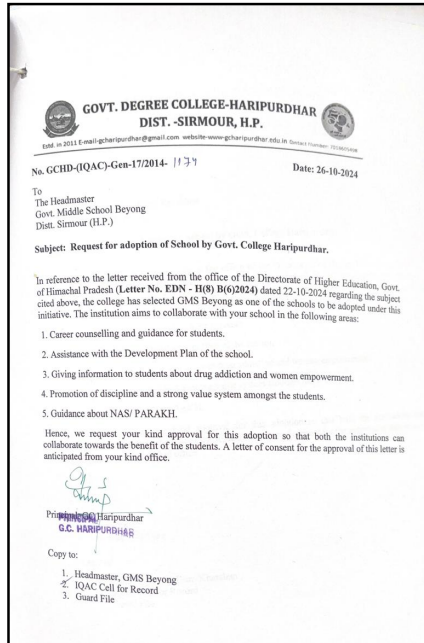 GOVT. DEGREE COLLEGE-HARIPURDHAR
DIST. -SIRMOUR, H.P.
Estd. in 2011 E-mail-gcharipurdhar@gmail.com website-www-gcharipurdhar.edu.in Contact Number:
No. GCHD-(IQAC)-Gen-17/2014- 1174
Date: 26-10-2024
To
The Headmaster
Govt. Middle School Beyong
Distt. Sirmour (H.P.)
Subject: Request for adoption of School by Govt. College Haripurdhar.
In reference to the letter received from the office of the Directorate of Higher Education, Govt.
of Himachal Pradesh (Letter No. EDN - H(8) B(6)2024) dated 22-10-2024 regarding the subject
cited above, the college has selected GMS Beyong as one of the schools to be adopted under this
initiative. The institution aims to collaborate with your school in the following areas:
1. Career counselling and guidance for students.
2. Assistance with the Development Plan of the school.
3. Giving information to students about drug addiction and women empowerment.
4. Promotion of discipline and a strong value system amongst the students.
5. Guidance about NAS/ PARAKH.
Hence, we request your kind approval for this adoption so that both the institutions can
collaborate towards the benefit of the students. A letter of consent for the approval of this letter is
anticipated from your kind office.
Principal GC Haripurdhar
PRINCIPAL
G.C. HARIPURDHAR
Copy to:
1. Headmaster, GMS Beyong
2. IQAC Cell for Record
3. Guard File